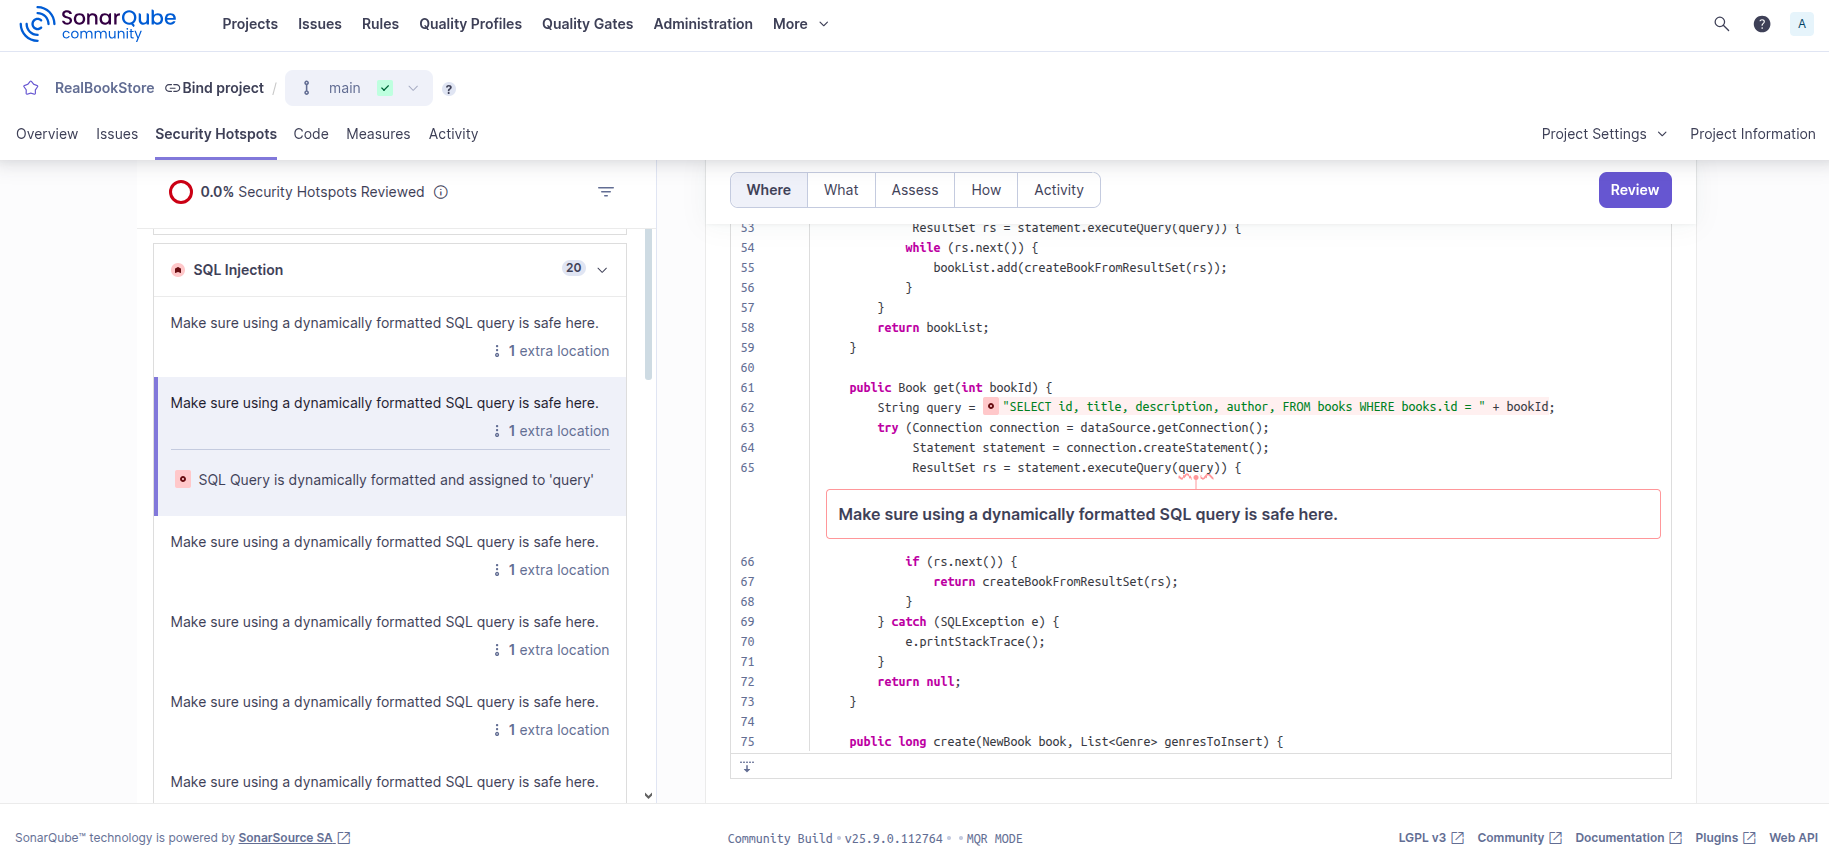 SonarQube
community
Projects Issues Rules Quality Profiles Quality Gates Administration More
? A
RealBookStore Bind project / main ?
Overview Issues Security Hotspots Code Measures Activity Project Settings Project Information
0.0% Security Hotspots Reviewed
SQL Injection 20
Make sure using a dynamically formatted SQL query is safe here.
1 extra location
Make sure using a dynamically formatted SQL query is safe here.
1 extra location
SQL Query is dynamically formatted and assigned to 'query'
Make sure using a dynamically formatted SQL query is safe here.
1 extra location
Make sure using a dynamically formatted SQL query is safe here.
1 extra location
Make sure using a dynamically formatted SQL query is safe here.
1 extra location
Make sure using a dynamically formatted SQL query is safe here.
Where What Assess How Activity Review
53 ResultSet rs = statement.executeQuery(query)) {
54 while (rs.next()) {
55 bookList.add(createBookFromResultSet(rs));
56 }
57 }
58 return bookList;
59 }
60
61 public Book get(int bookId) {
62 String query = "SELECT id, title, description, author, FROM books WHERE books.id = " + bookId;
63 try (Connection connection = dataSource.getConnection();
64 Statement statement = connection.createStatement();
65 ResultSet rs = statement.executeQuery(query)) {
Make sure using a dynamically formatted SQL query is safe here.
66 if (rs.next()) {
67 return createBookFromResultSet(rs);
68 }
69 } catch (SQLException e) {
70 e.printStackTrace();
71 }
72 return null;
73 }
74
75 public long create(NewBook book, List<Genre> genresToInsert) {
SonarQube™ technology is powered by SonarSource SA
Community Build • v25.9.0.112764 • • MQR MODE
LGPL v3 Community Documentation Plugins Web API